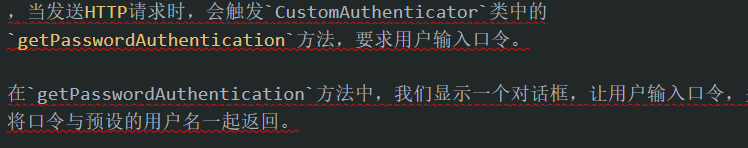 ，当发送HTTP请求时，会触发`CustomAuthenticator`类中的
`getPasswordAuthentication`方法，要求用户输入口令。
在`getPasswordAuthentication`方法中，我们显示一个对话框，让用户输入口令，
将口令与预设的用户名一起返回。